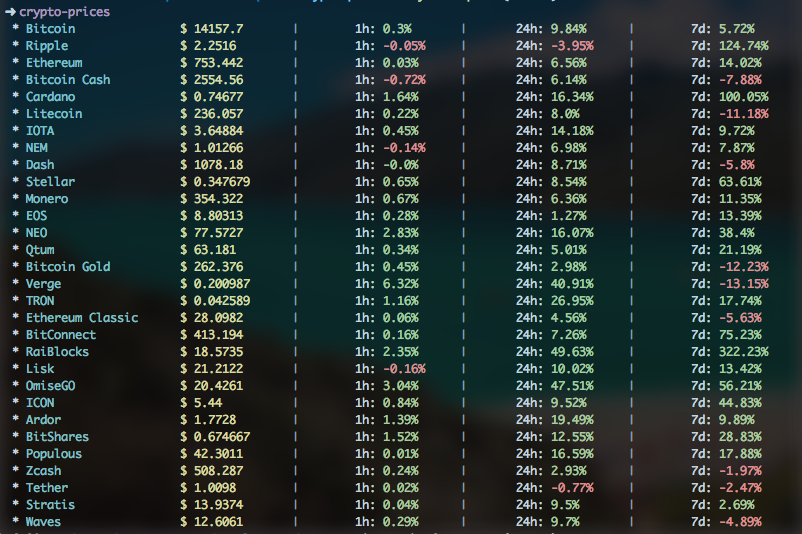 ➜ crypto-prices
* Bitcoin $ 14157.7 | 1h: 0.3% | 24h: 9.84% | 7d: 5.72%
* Ripple $ 2.2516 | 1h: -0.05% | 24h: -3.95% | 7d: 124.74%
* Ethereum $ 753.442 | 1h: 0.03% | 24h: 6.56% | 7d: 14.02%
* Bitcoin Cash $ 2554.56 | 1h: -0.72% | 24h: 6.14% | 7d: -7.88%
* Cardano $ 0.74677 | 1h: 1.64% | 24h: 16.34% | 7d: 100.05%
* Litecoin $ 236.057 | 1h: 0.22% | 24h: 8.0% | 7d: -11.18%
* IOTA $ 3.64884 | 1h: 0.45% | 24h: 14.18% | 7d: 9.72%
* NEM $ 1.01266 | 1h: -0.14% | 24h: 6.98% | 7d: 7.87%
* Dash $ 1078.18 | 1h: -0.0% | 24h: 8.71% | 7d: -5.8%
* Stellar $ 0.347679 | 1h: 0.65% | 24h: 8.54% | 7d: 63.61%
* Monero $ 354.322 | 1h: 0.67% | 24h: 6.36% | 7d: 11.35%
* EOS $ 8.80313 | 1h: 0.28% | 24h: 1.27% | 7d: 13.39%
* NEO $ 77.5727 | 1h: 2.83% | 24h: 16.07% | 7d: 38.4%
* Qtum $ 63.181 | 1h: 0.34% | 24h: 5.01% | 7d: 21.19%
* Bitcoin Gold $ 262.376 | 1h: 0.45% | 24h: 2.98% | 7d: -12.23%
* Verge $ 0.200987 | 1h: 6.32% | 24h: 40.91% | 7d: -13.15%
* TRON $ 0.042589 | 1h: 1.16% | 24h: 26.95% | 7d: 17.74%
* Ethereum Classic $ 28.0982 | 1h: 0.06% | 24h: 4.56% | 7d: -5.63%
* BitConnect $ 413.194 | 1h: 0.16% | 24h: 7.26% | 7d: 75.23%
* RaiBlocks $ 18.5735 | 1h: 2.35% | 24h: 49.63% | 7d: 322.23%
* Lisk $ 21.2122 | 1h: -0.16% | 24h: 10.02% | 7d: 13.42%
* OmiseGO $ 20.4261 | 1h: 3.04% | 24h: 47.51% | 7d: 56.21%
* ICON $ 5.44 | 1h: 0.84% | 24h: 9.52% | 7d: 44.83%
* Ardor $ 1.7728 | 1h: 1.39% | 24h: 19.49% | 7d: 9.89%
* BitShares $ 0.674667 | 1h: 1.52% | 24h: 12.55% | 7d: 28.83%
* Populous $ 42.3011 | 1h: 0.01% | 24h: 16.59% | 7d: 17.88%
* Zcash $ 508.287 | 1h: 0.24% | 24h: 2.93% | 7d: -1.97%
* Tether $ 1.0098 | 1h: 0.02% | 24h: -0.77% | 7d: -2.47%
* Stratis $ 13.9374 | 1h: 0.04% | 24h: 9.5% | 7d: 2.69%
* Waves $ 12.6061 | 1h: 0.29% | 24h: 9.7% | 7d: -4.89%